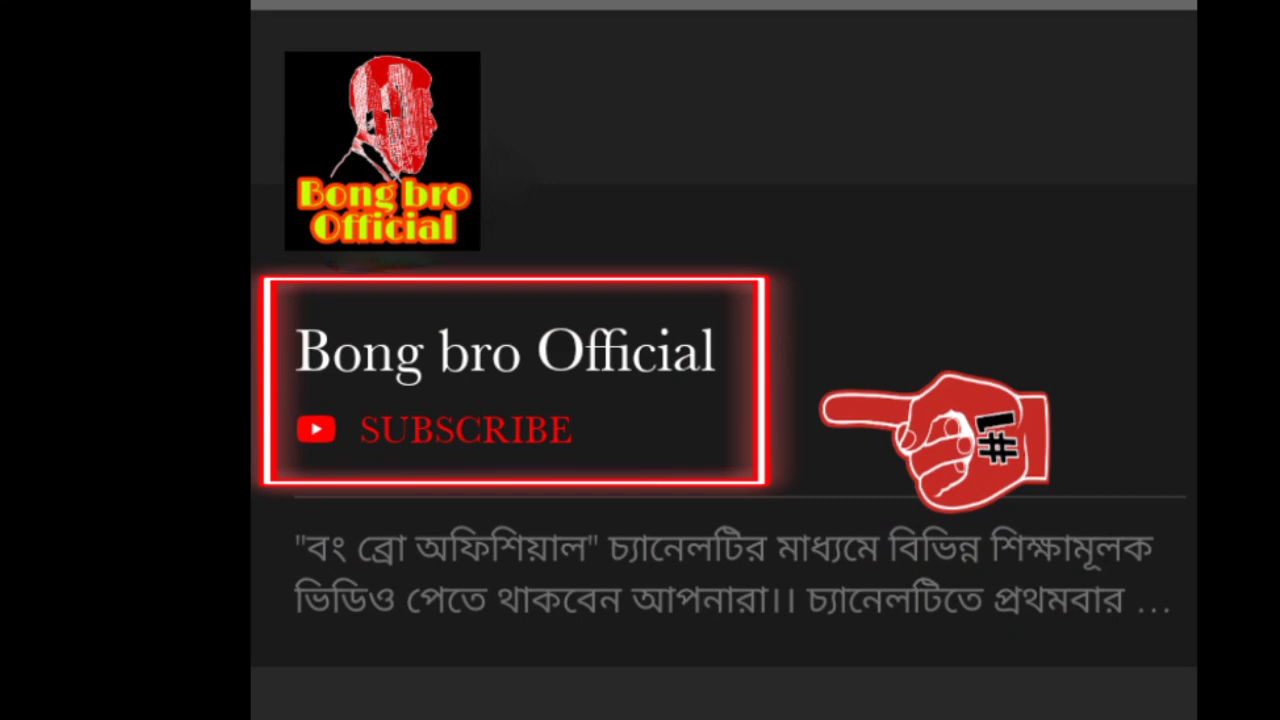 Bong bro
Official
Bong bro Official
SUBSCRIBE
#1
"বং ব্রো অফিশিয়াল" চ্যানেলটির মাধ্যমে বিভিন্ন শিক্ষামূলক
ভিডিও পেতে থাকবেন আপনারা।। চ্যানেলটিতে প্রথমবার ...